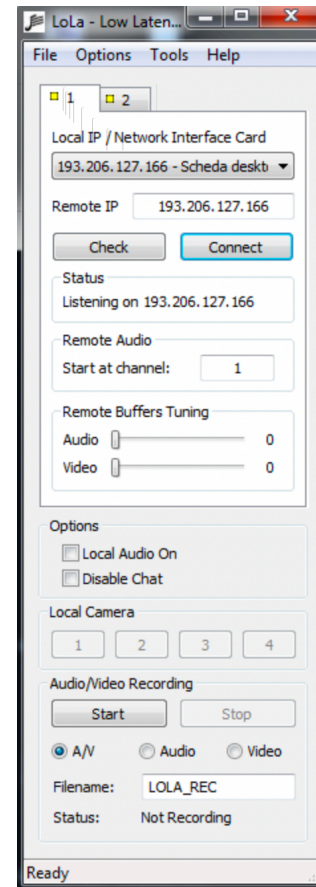 LoLa - Low Laten...
File Options Tools Help
1 2
Local IP / Network Interface Card
193.206.127.166 - Scheda deskto
Remote IP 193.206.127.166
Check Connect
Status
Listening on 193.206.127.166
Remote Audio
Start at channel: 1
Remote Buffers Tuning
Audio 0
Video 0
Options
Local Audio On
Disable Chat
Local Camera
1 2 3 4
Audio/Video Recording
Start Stop
A/V Audio Video
Filename: LOLA_REC
Status: Not Recording
Ready